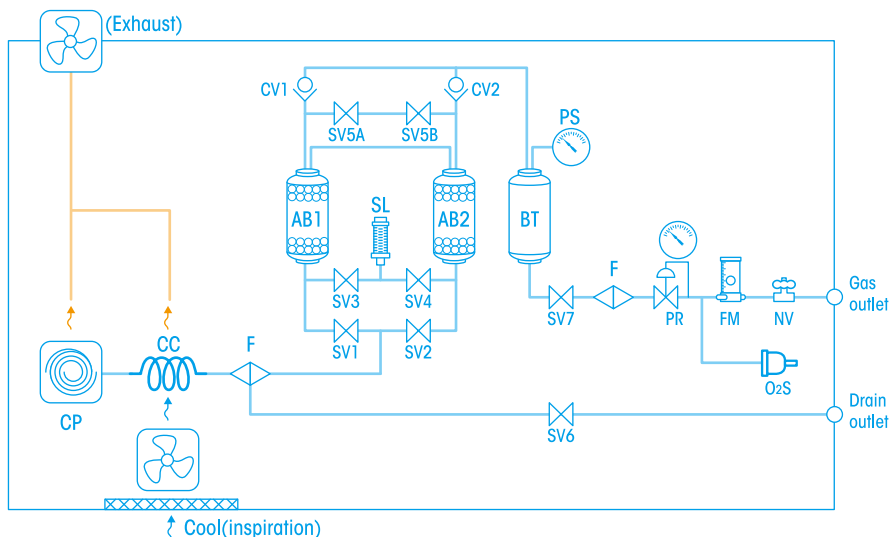 (Exhaust)
CV1
CV2
SV5A
SV5B
PS
AB1
SL
AB2
BT
SV3
SV4
F
Gas
outlet
SV7
PR
FM
NV
SV1
SV2
CC
F
O2S
Drain
outlet
CP
SV6
Cool(inspiration)